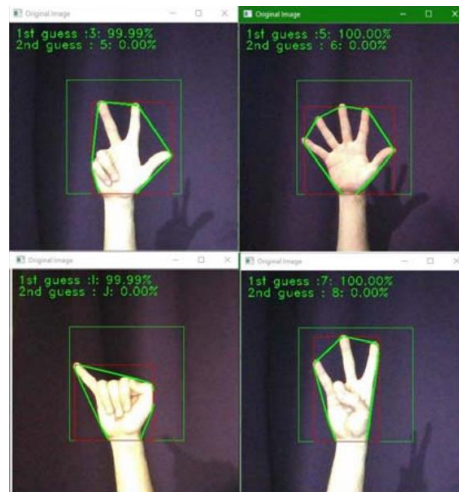 Original Image
1st guess :3: 99.99%
2nd guess : 5: 0.00%
Original Image
1st guess :5: 100.00%
2nd guess : 6: 0.00%
Original Image
1st guess :I: 99.99%
2nd guess : J: 0.00%
Original Image
1st guess :7: 100.00%
2nd guess : 8: 0.00%